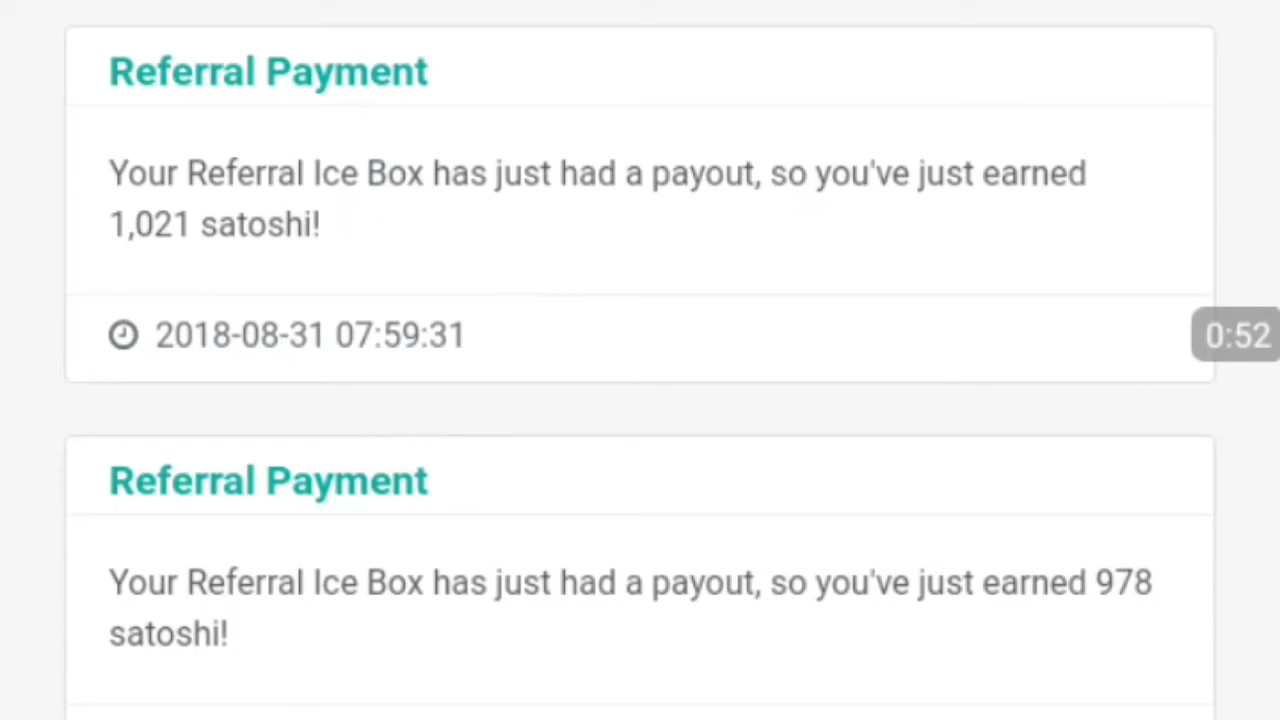 Referral Payment
Your Referral Ice Box has just had a payout, so you've just earned
1,021 satoshi!
2018-08-31 07:59:31
0:52
Referral Payment
Your Referral Ice Box has just had a payout, so you've just earned 978
satoshi!